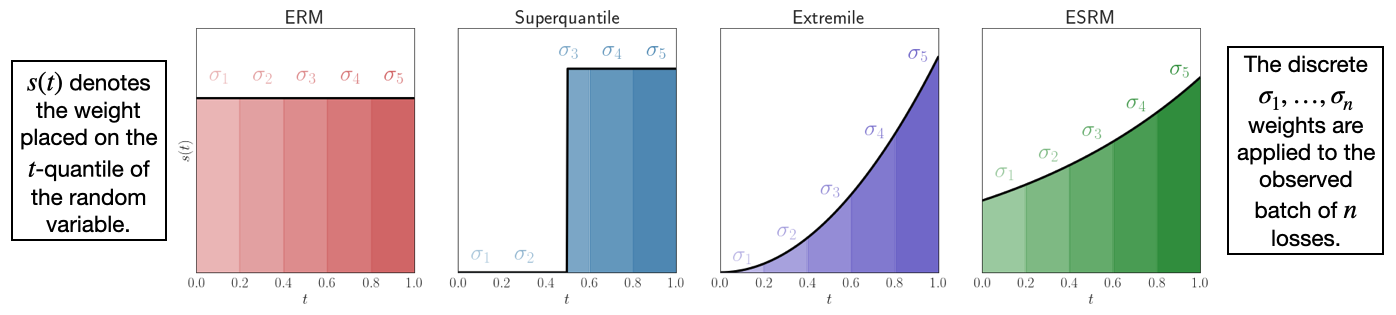 s(t) denotes
the weight
placed on the
t-quantile of
the random
variable.
ERM
σ1 σ2 σ3 σ4 σ5
s(t)
0.0 0.2 0.4 0.6 0.8 1.0
t
Superquantile
σ1 σ2 σ3 σ4 σ5
0.0 0.2 0.4 0.6 0.8 1.0
t
Extremile
σ1 σ2 σ3 σ4 σ5
0.0 0.2 0.4 0.6 0.8 1.0
t
ESRM
σ1 σ2 σ3 σ4 σ5
0.0 0.2 0.4 0.6 0.8 1.0
t
The discrete
σ1, …, σn
weights are
applied to the
observed
batch of n
losses.